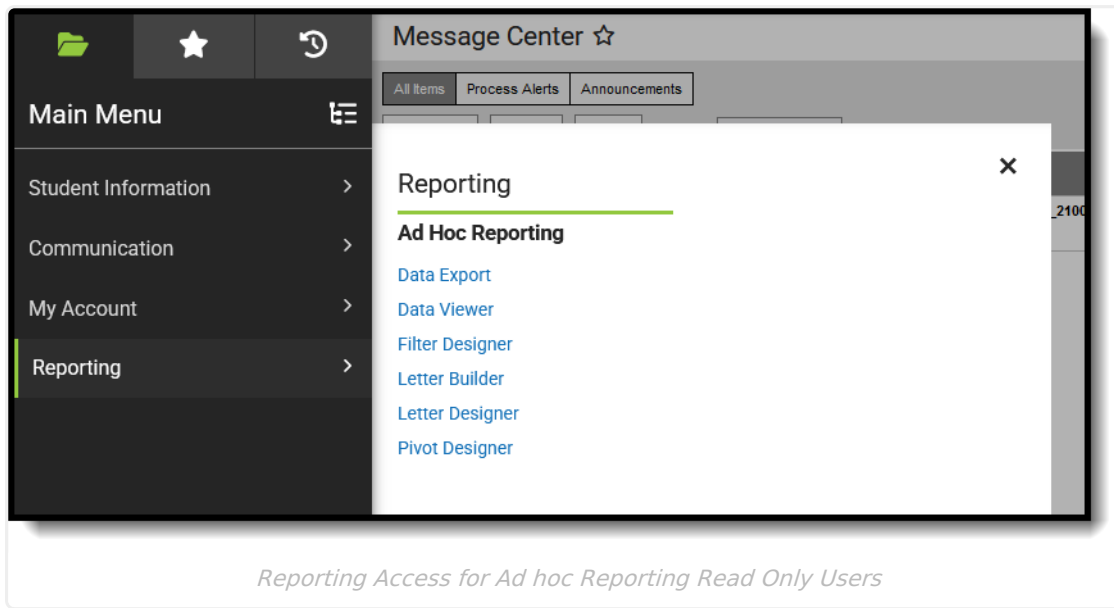 Message Center
All Items Process Alerts Announcements
Main Menu
Student Information
Communication
My Account
Reporting
Reporting
Ad Hoc Reporting
Data Export
Data Viewer
Filter Designer
Letter Builder
Letter Designer
Pivot Designer
_2100
Reporting Access for Ad hoc Reporting Read Only Users